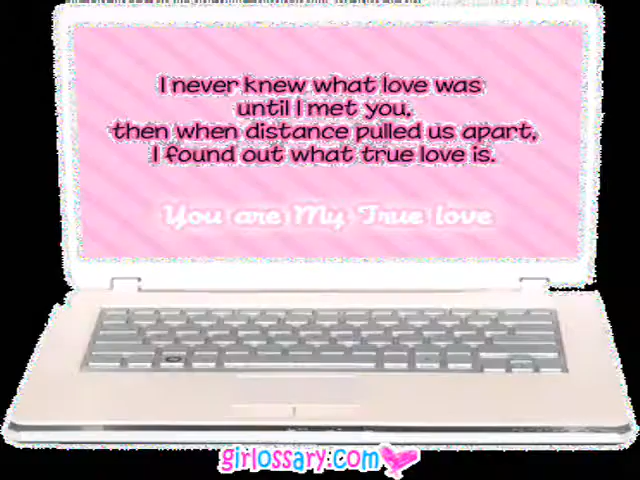 I never knew what love was
until I met you,
then when distance pulled us apart,
I found out what true love is.
You are My True love
girlossary.com